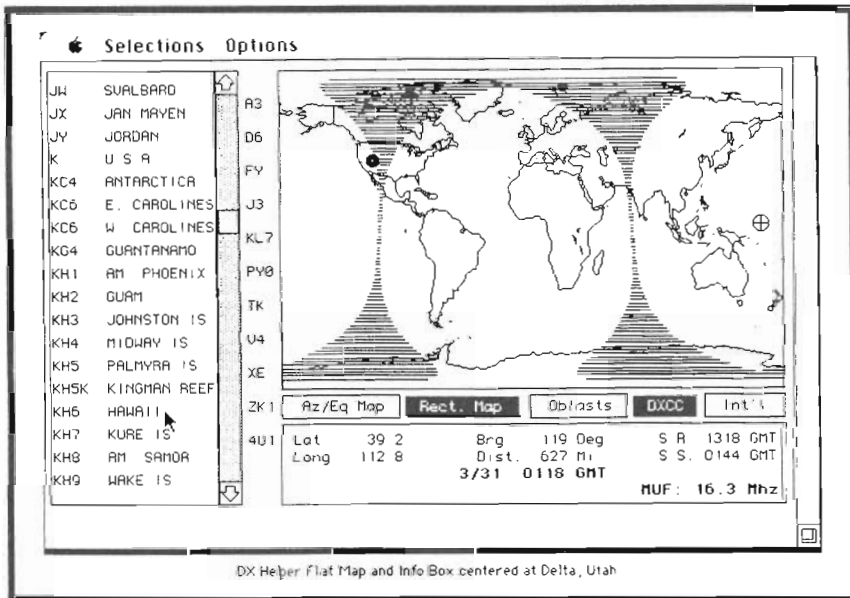 Selections Options
JW SVALBARD
JX JAN MAYEN
JY JORDAN
K U S A
KC4 ANTARCTICA
KC6 E. CAROLINES
KC6 W CAROLINES
KG4 GUANTANAMO
KH1 AM PHOENIX
KH2 GUAM
KH3 JOHNSTON IS
KH4 MIDWAY IS
KH5 PALMYRA IS
KH5K KINGMAN REEF
KH6 HAWAII
KH7 KURE IS
KH8 AM SAMOA
KH9 WAKE IS
A3
D6
FY
J3
KL7
PY0
TK
V4
XE
ZK1
4U1
Az/Eq Map Rect. Map Oblasts DXCC Int'l
Lat 39 2 Brg 119 Deg S R 1318 GMT
Long 112 8 Dist. 627 Mi S S. 0144 GMT
3/31 0118 GMT
MUF: 16.3 Mhz
DX Helper Flat Map and Info Box centered at Delta, Utah